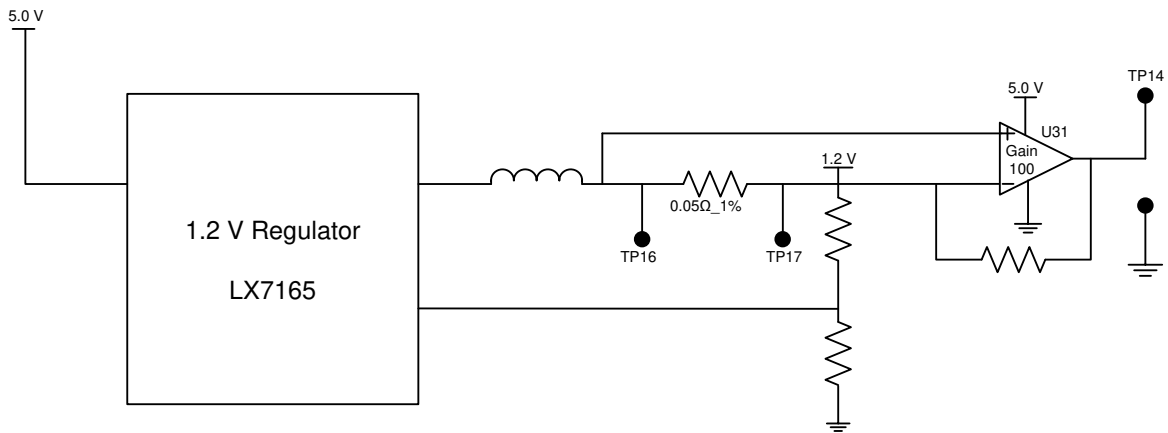 5.0 V
TP14
5.0 V
U31
+
Gain
100
−
1.2 V
0.05Ω_1%
TP16
TP17
1.2 V Regulator
LX7165